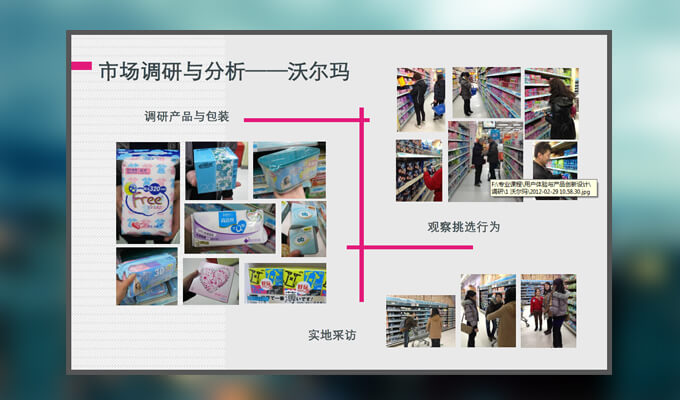 市场调研与分析——沃尔玛
调研产品与包装
320
Free
F:\专业课程\用户体验与产品创新设计\
调研\1 沃尔玛\2012-02-29 10.58.30.jpg
观察挑选行为
3D
实地采访